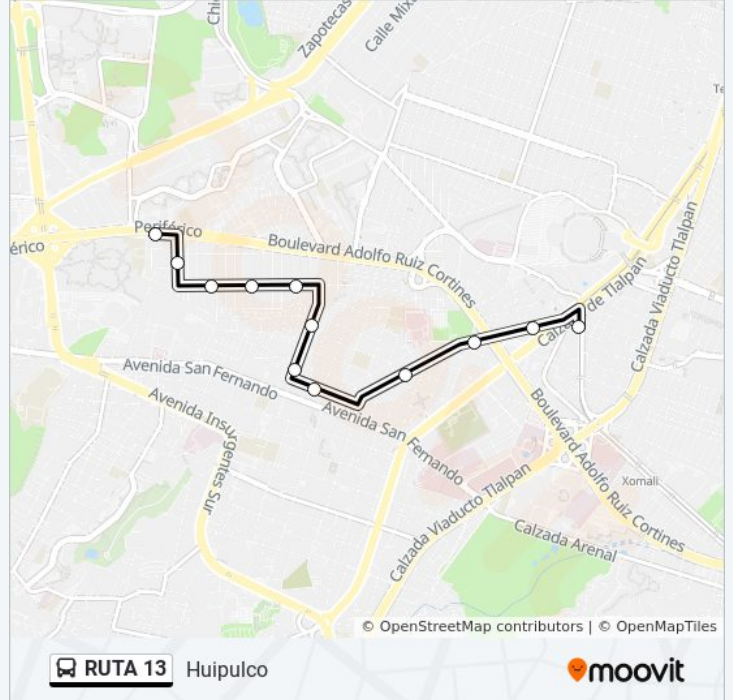 Chi
Zapotecas
Calle Mix
Te
Periférico
érico
Boulevard Adolfo Ruiz Cortines
Calzada de Tlalpan
Calzada Viaducto Tlalpan
Avenida San Fernando
Avenida Insurgentes Sur
Avenida San Fernando
Boulevard Adolfo Ruiz Cortines
Xomali
Calzada Viaducto Tlalpan
Calzada Arenal
© OpenStreetMap contributors | © OpenMapTiles
RUTA 13 Huipulco
moovit